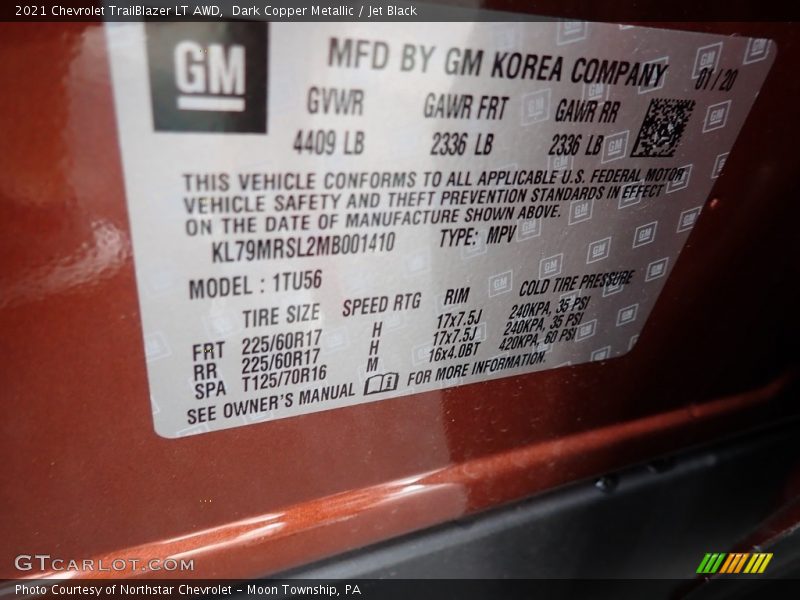 2021 Chevrolet TrailBlazer LT AWD,  Dark Copper Metallic / Jet Black
GM
MFD BY GM KOREA COMPANY 01/20
GVWR GAWR FRT GAWR RR
4409 LB 2336 LB 2336 LB
THIS VEHICLE CONFORMS TO ALL APPLICABLE U.S. FEDERAL MOTOR
VEHICLE SAFETY AND THEFT PREVENTION STANDARDS IN EFFECT
ON THE DATE OF MANUFACTURE SHOWN ABOVE.
KL79MRSL2MB001410 TYPE: MPV
MODEL : 1TU56
TIRE SIZE SPEED RTG RIM COLD TIRE PRESSURE
FRT 225/60R17 H 17x7.5J 240KPA, 35 PSI
RR 225/60R17 H 17x7.5J 240KPA, 35 PSI
SPA T125/70R16 M 16x4.0BT 420KPA, 60 PSI
SEE OWNER'S MANUAL FOR MORE INFORMATION.
GTCARLOT.COM
Photo Courtesy of Northstar Chevrolet - Moon Township, PA